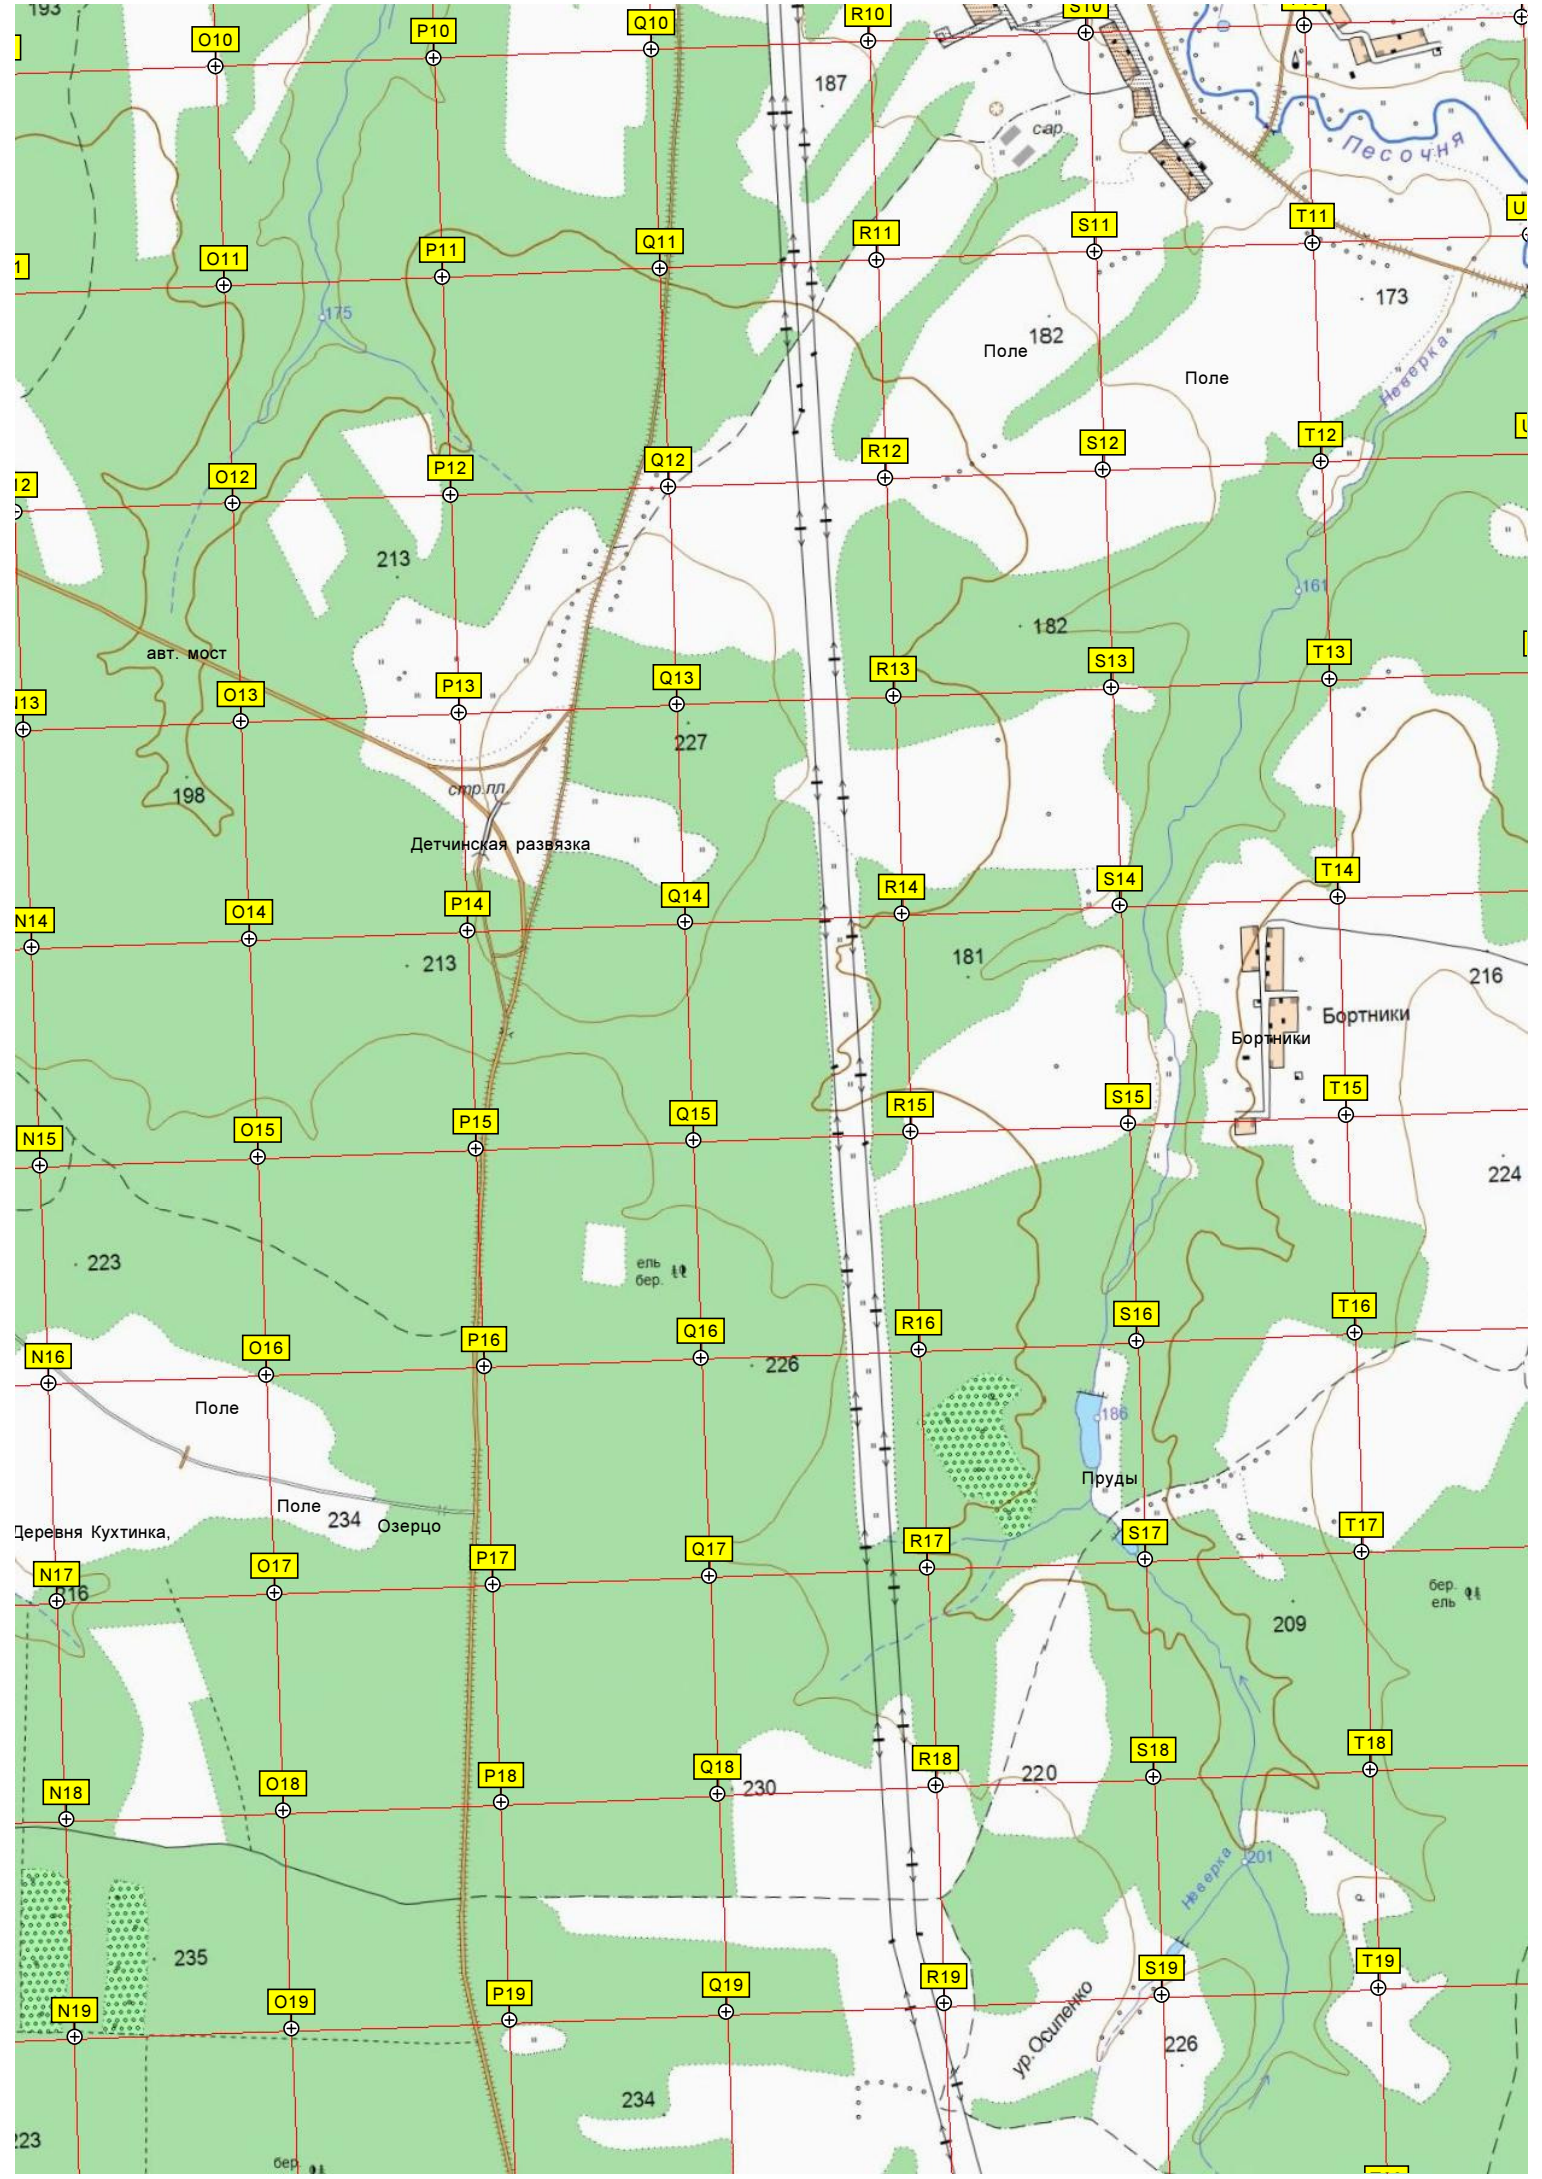 193
O10
P10
Q10
R10
S10
187
сар.
Песочня
O11
P11
Q11
R11
S11
T11
U
1
175
182
173
Поле
Поле
Неверка
12
O12
P12
Q12
R12
S12
T12
213
161
182
авт. мост
O13
P13
Q13
R13
S13
T13
227
198
стр.пл.
Детчинская развязка
N14
O14
P14
Q14
R14
S14
T14
213
181
216
Бортники
Бортники
N15
O15
P15
Q15
R15
S15
T15
224
223
ель
бер.
N16
O16
P16
Q16
R16
S16
T16
226
Поле
186
Пруды
Поле
234
Озерцо
Деревня Кухтинка,
N17
O17
P17
Q17
R17
S17
T17
бер.
ель
209
N18
O18
P18
Q18
R18
S18
T18
230
220
201
Неверка
235
N19
O19
P19
Q19
R19
S19
T19
ур.Осипенко
226
234
бер.